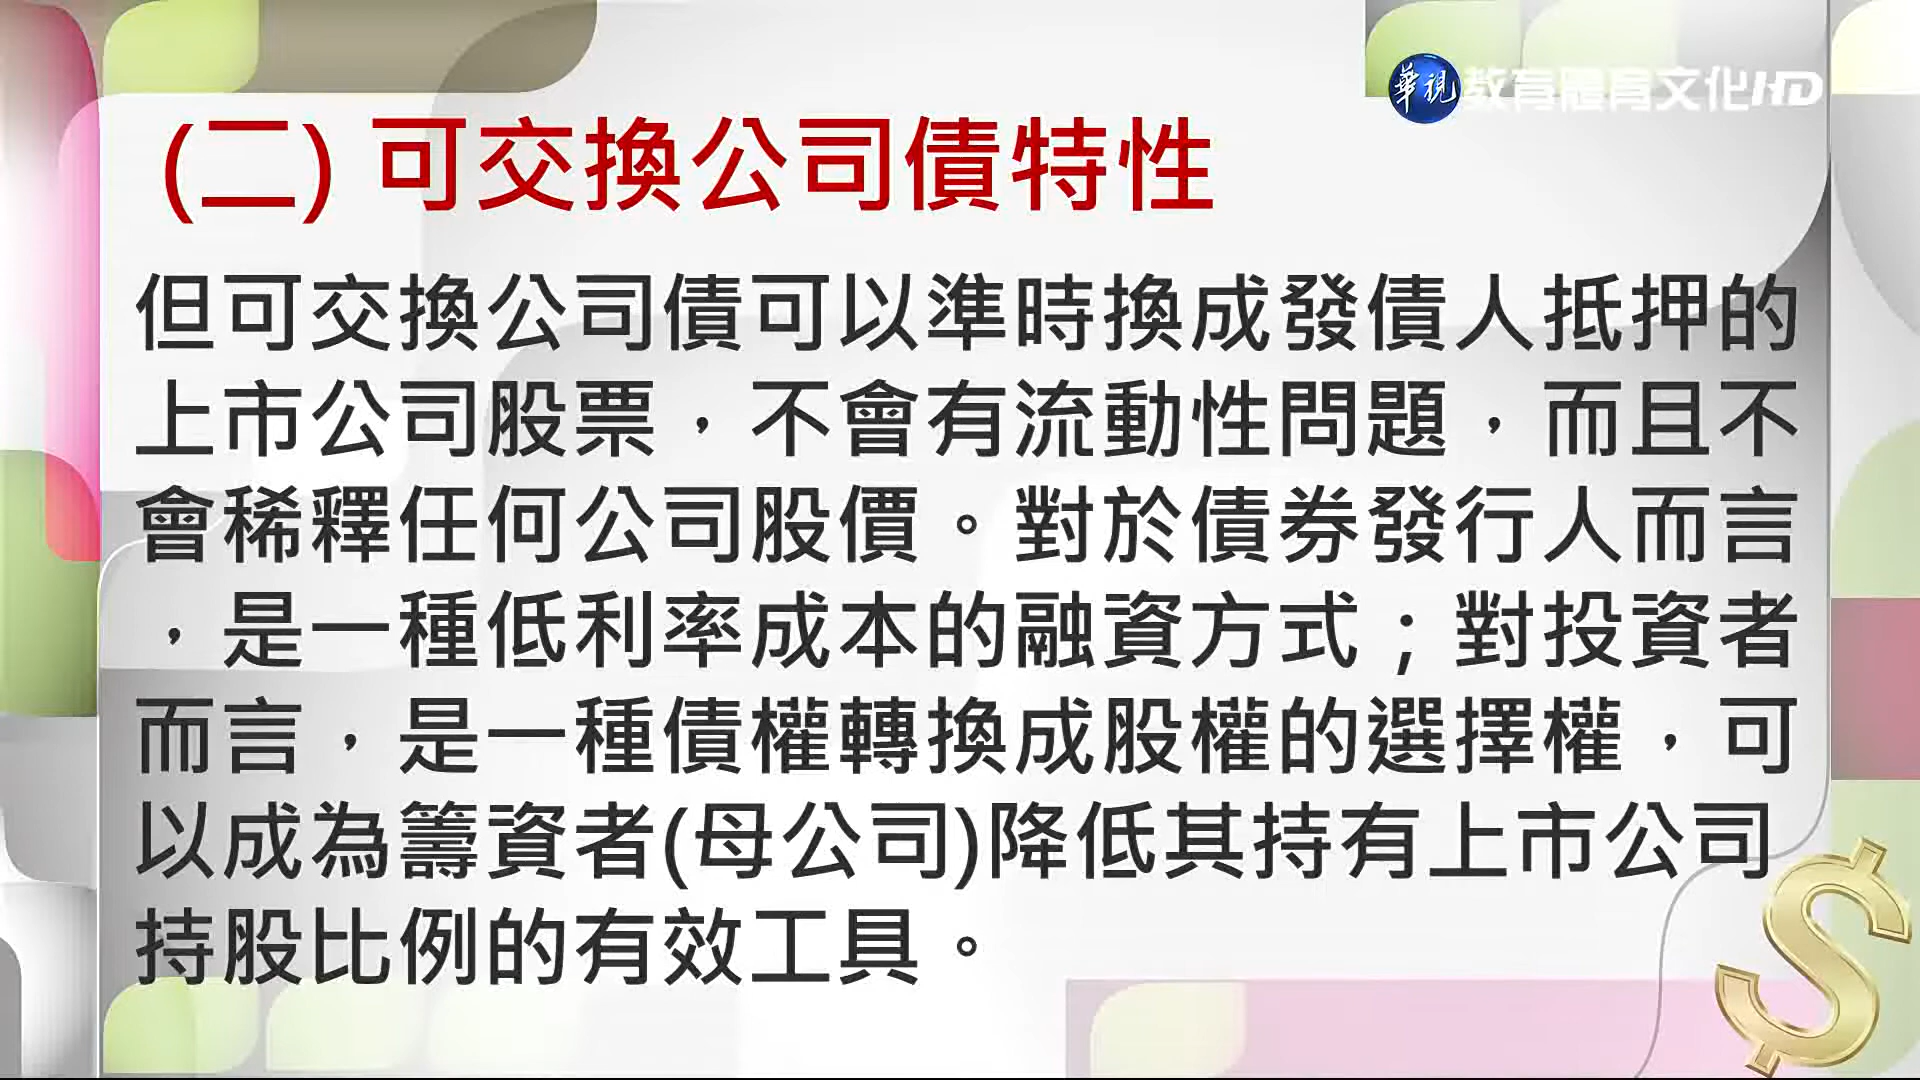 華視 教育體育文化HD
(二) 可交換公司債特性
但可交換公司債可以準時換成發債人抵押的
上市公司股票，不會有流動性問題，而且不
會稀釋任何公司股價。對於債券發行人而言
，是一種低利率成本的融資方式；對投資者
而言，是一種債權轉換成股權的選擇權，可
以成為籌資者(母公司)降低其持有上市公司
持股比例的有效工具。